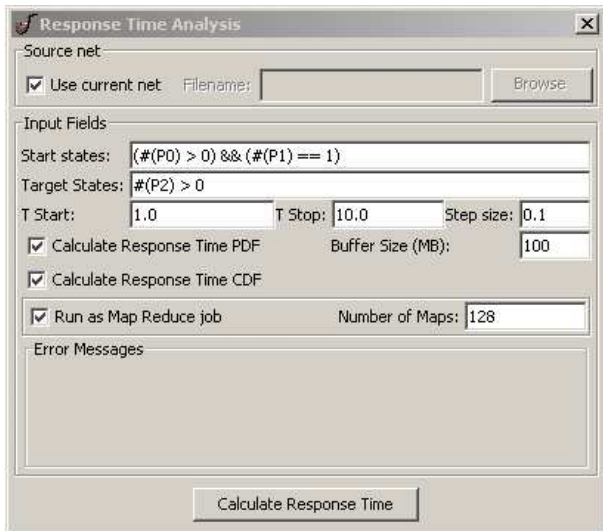 Response Time Analysis
Source net
Use current net Filename: Browse
Input Fields
Start states: (#(P0) > 0) && (#(P1) == 1)
Target States: #(P2) > 0
T Start: 1.0 T Stop: 10.0 Step size: 0.1
Calculate Response Time PDF Buffer Size (MB): 100
Calculate Response Time CDF
Run as Map Reduce job Number of Maps: 128
Error Messages
Calculate Response Time